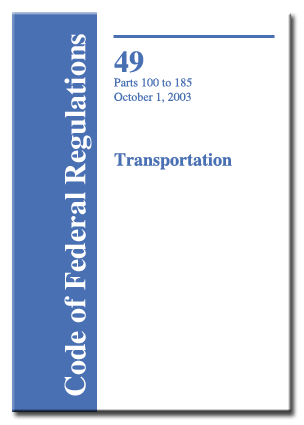 Code of Federal Regulations
49
Parts 100 to 185
October 1, 2003
Transportation